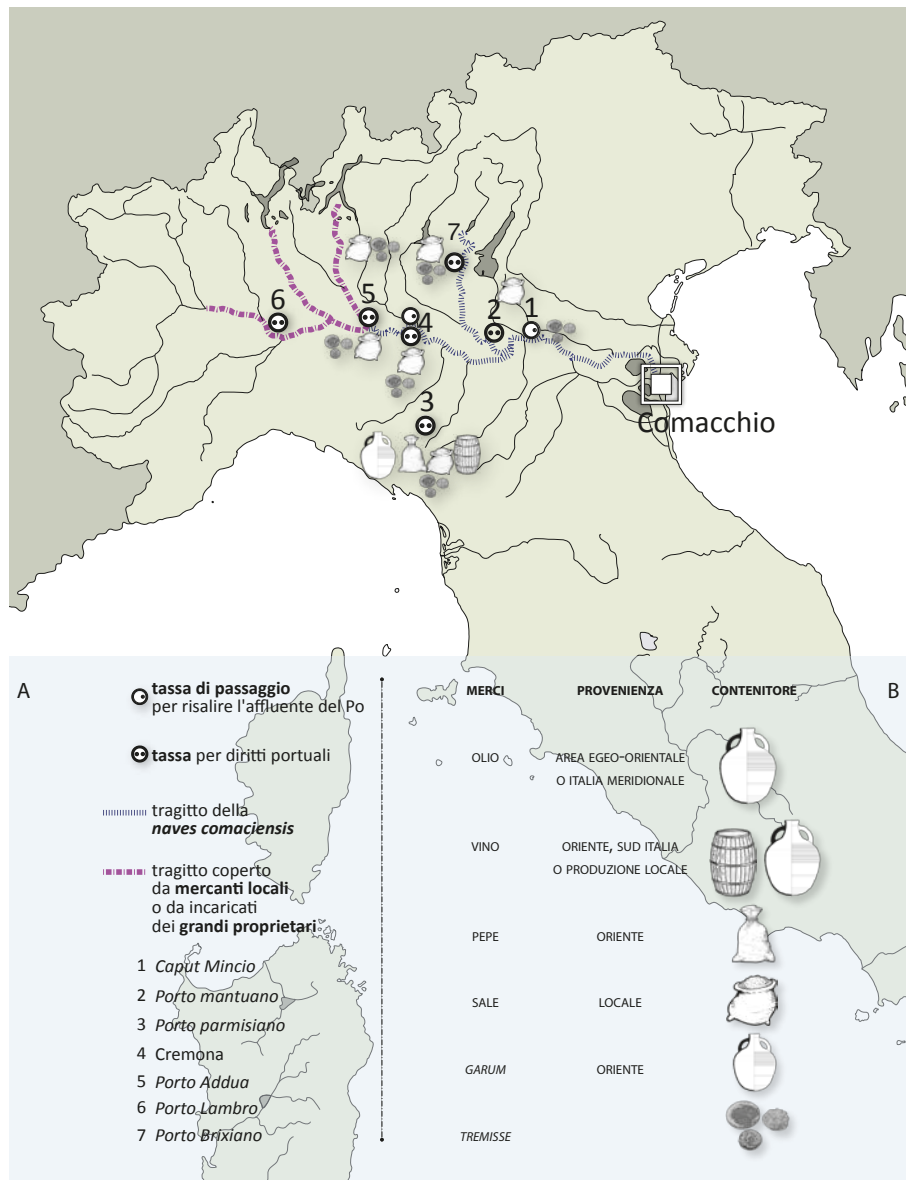 7
6
5
4
2
1
3
Comacchio
A
tassa di passaggio
per risalire l'affluente del Po
tassa per diritti portuali
tragitto della
naves comaciensis
tragitto coperto
da mercanti locali
o da incaricati
dei grandi proprietari
1 Caput Mincio
2 Porto mantuano
3 Porto parmisiano
4 Cremona
5 Porto Addua
6 Porto Lambro
7 Porto Brixiano
B
MERCI PROVENIENZA CONTENITORE
OLIO AREA EGEO-ORIENTALE
O ITALIA MERIDIONALE
VINO ORIENTE, SUD ITALIA
O PRODUZIONE LOCALE
PEPE ORIENTE
SALE LOCALE
GARUM ORIENTE
TREMISSE